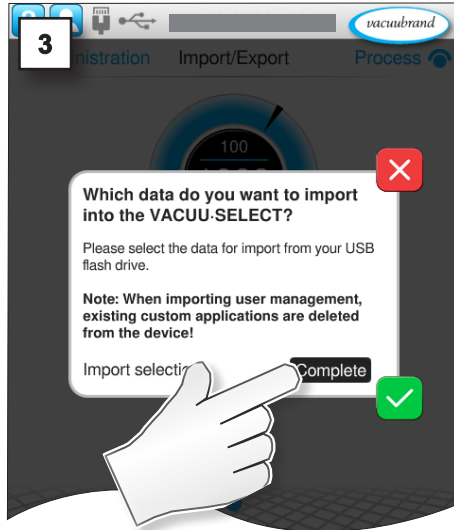 3
vacuubrand
nistration Import/Export Process
100
Which data do you want to import
into the VACUU·SELECT?
Please select the data for import from your USB
flash drive.
Note: When importing user management,
existing custom applications are deleted
from the device!
Import selecti Complete